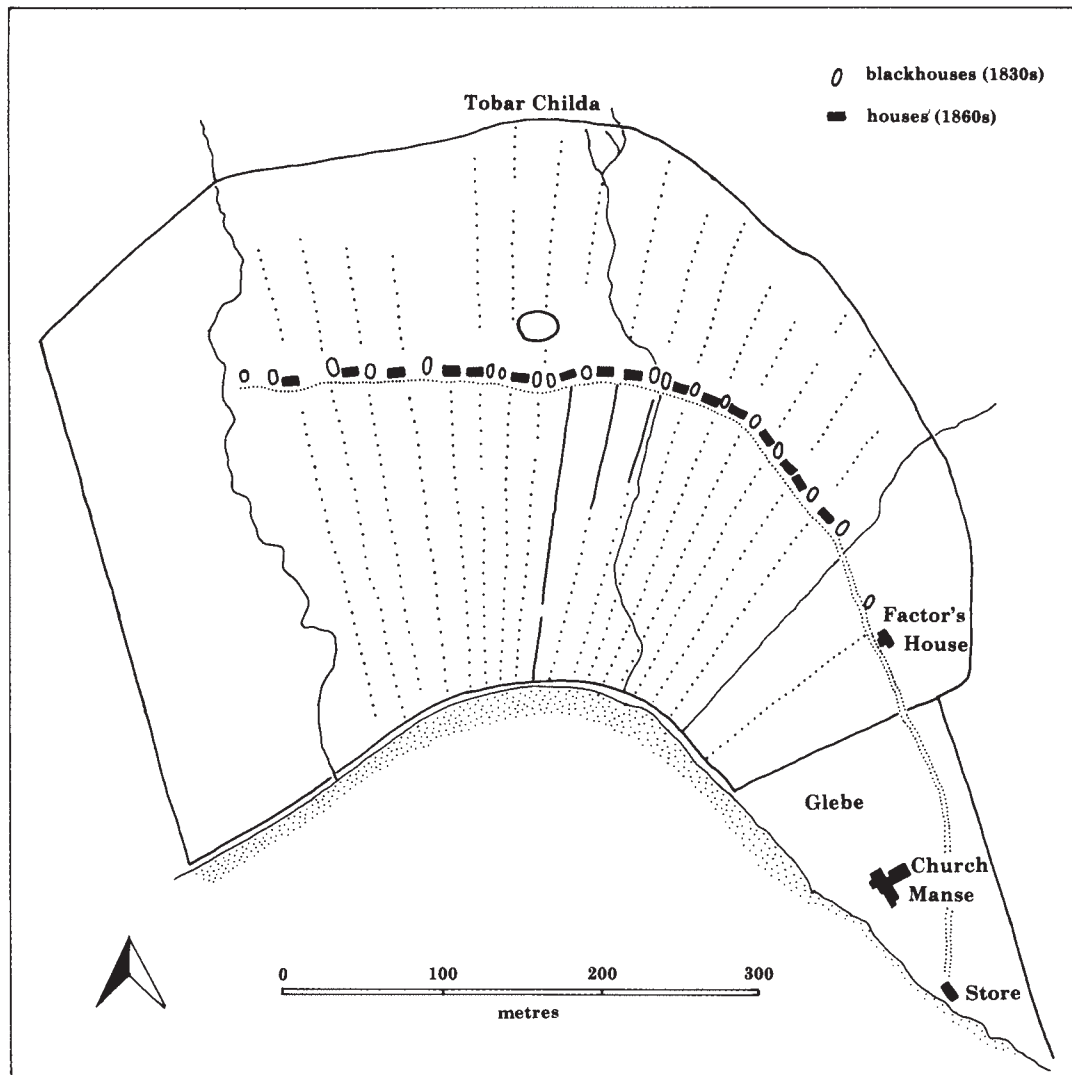 blackhouses (1830s)
houses (1860s)
Tobar Childa
Factor's
House
Glebe
Church
Manse
Store
0 100 200 300
metres